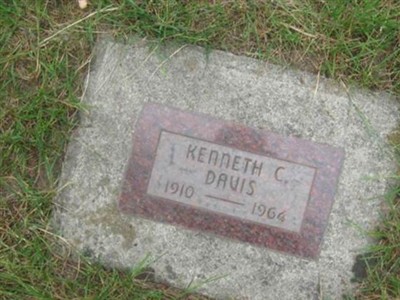 KENNETH C.
DAVIS
1910 — 1964